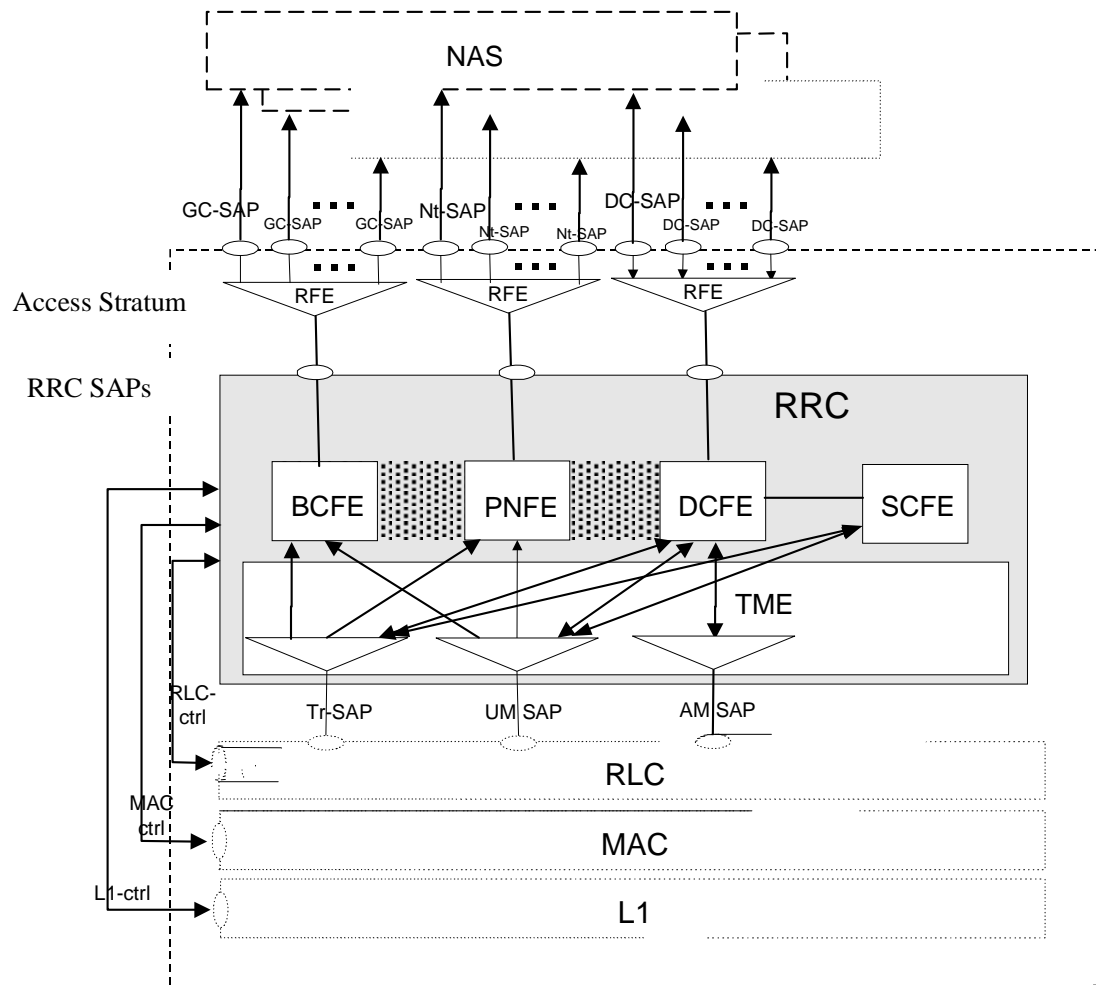 NAS
GC-SAP
GC-SAP
GC-SAP
Nt-SAP
Nt-SAP
Nt-SAP
DC-SAP
DC-SAP
DC-SAP
RFE
RFE
RFE
Access Stratum
RRC SAPs
RRC
BCFE
PNFE
DCFE
SCFE
TME
RLC-
ctrl
Tr-SAP
UM SAP
AM SAP
RLC
MAC
ctrl
MAC
L1-ctrl
L1